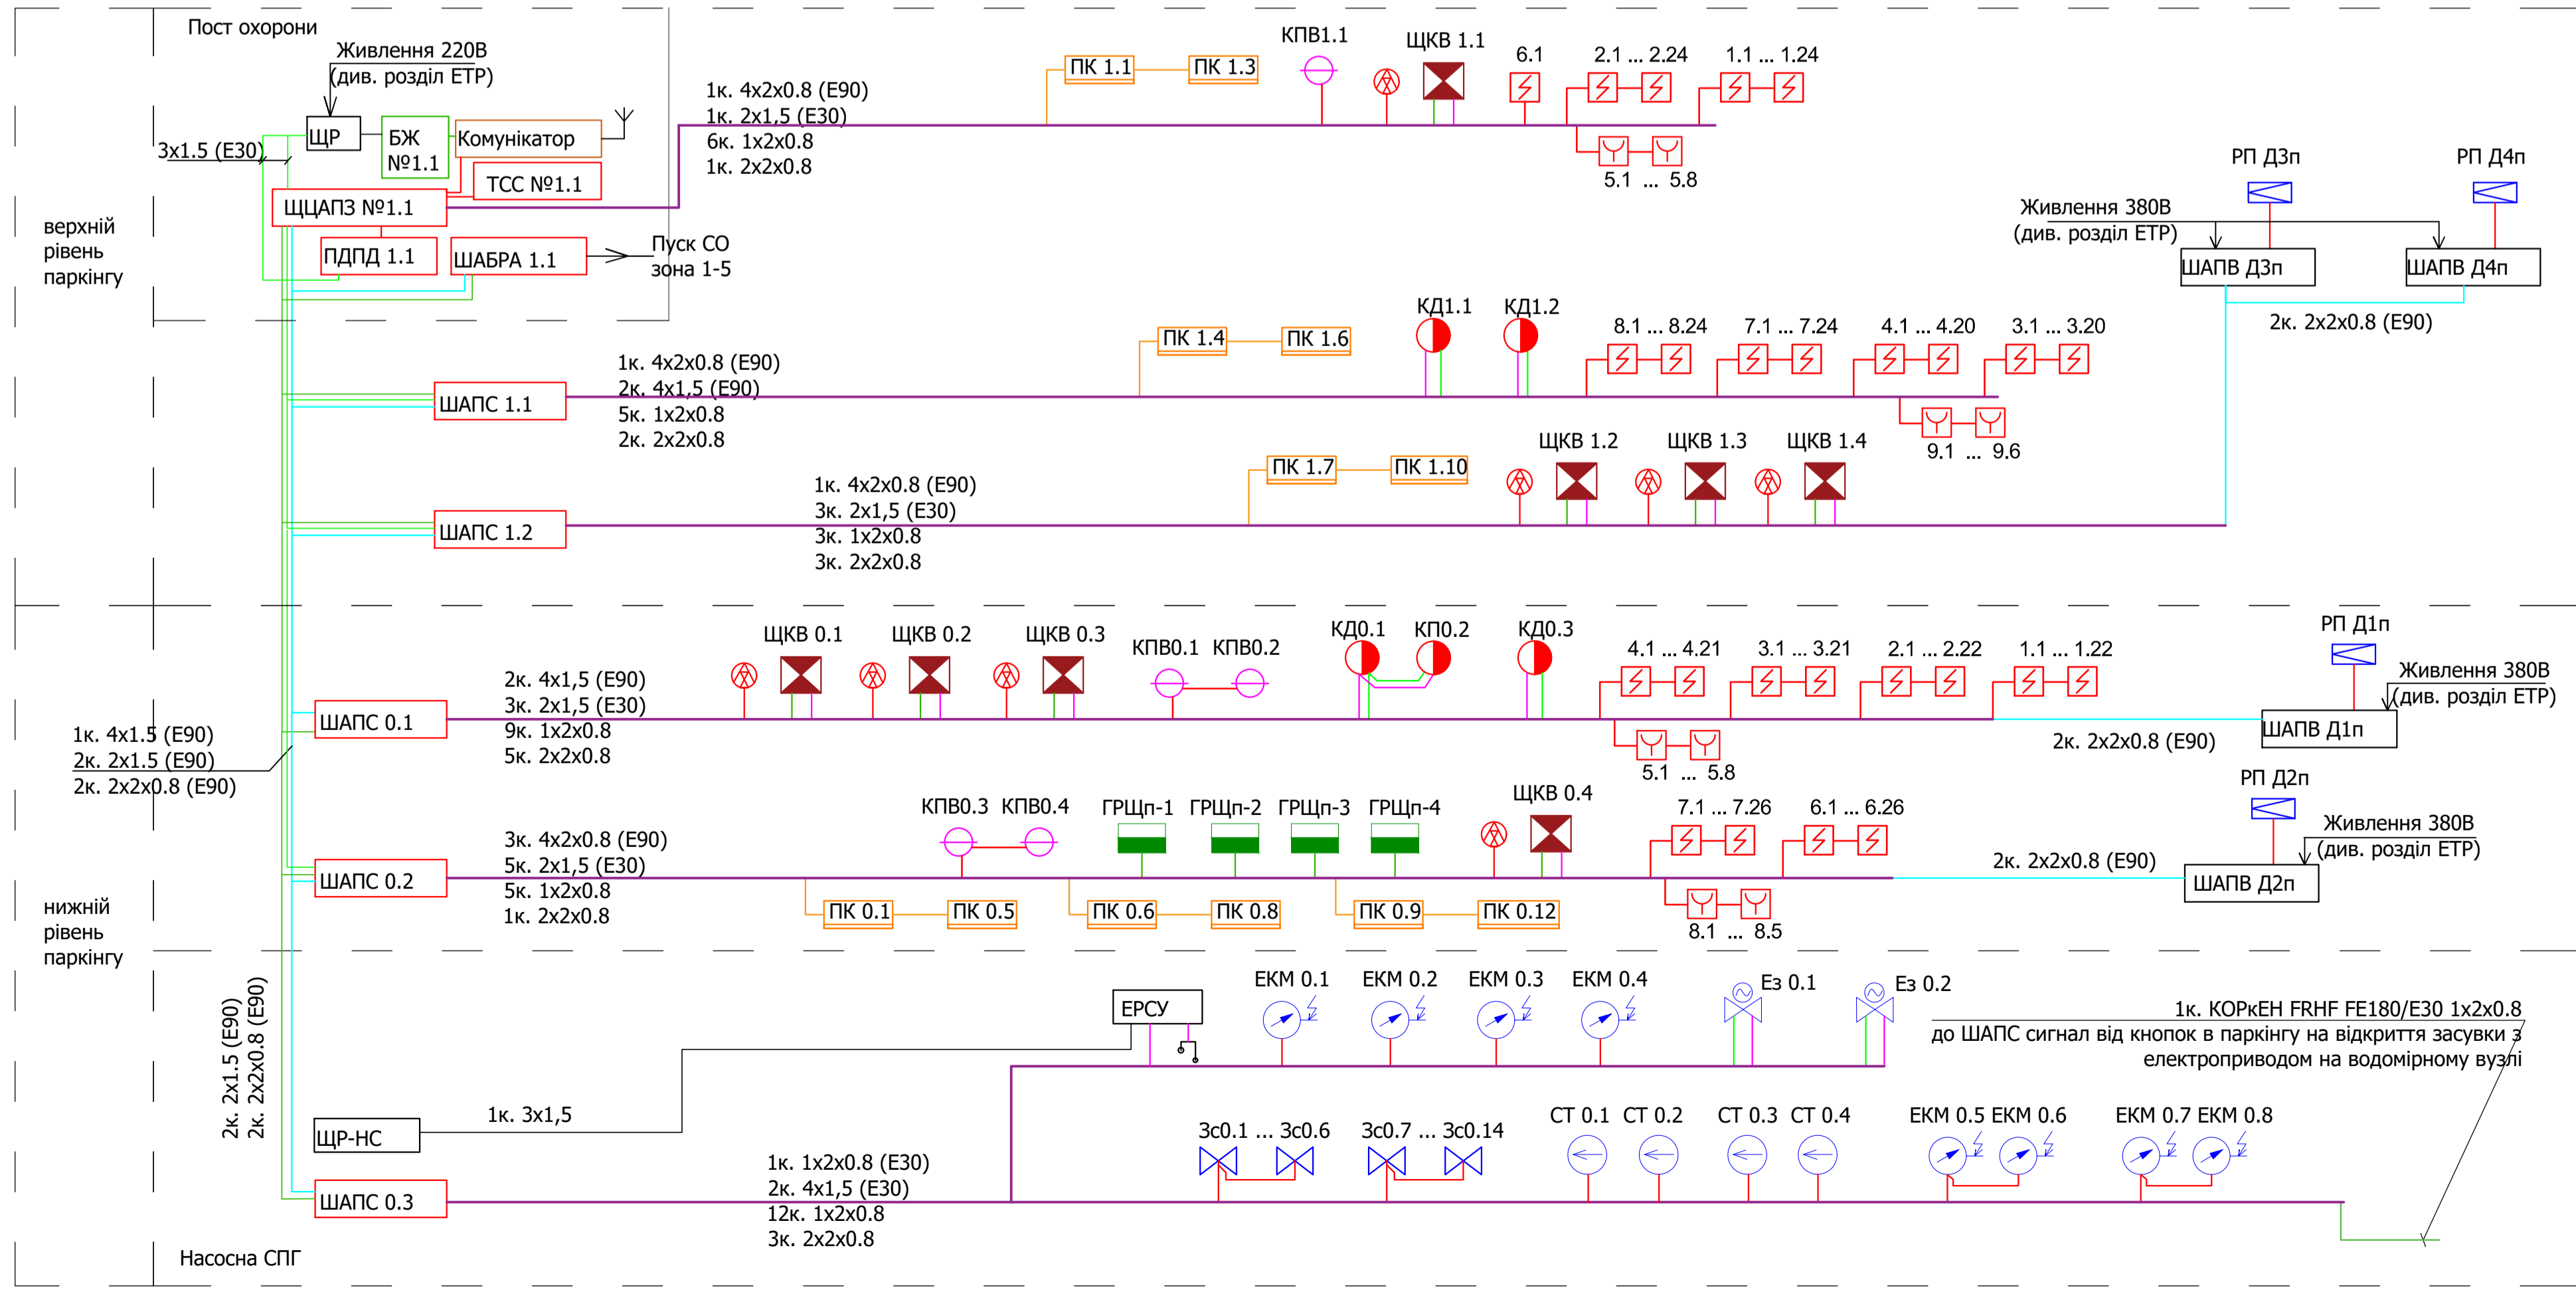 Пост охорони
Живлення 220В
(див. розділ ЕТР)
ЩР
БЖ
№1.1
Комунікатор
3х1.5 (Е30)
ТСС №1.1
ЩЦАПЗ №1.1
ПДПД 1.1
ШАБРА 1.1
Пуск СО
зона 1-5
верхній
рівень
паркінгу
1к. 4х2х0.8 (Е90)
1к. 2х1,5 (Е30)
6к. 1х2х0.8
1к. 2х2х0.8
ПК 1.1
ПК 1.3
КПВ1.1
ЩКВ 1.1
6.1
2.1 ... 2.24
1.1 ... 1.24
5.1 ... 5.8
РП Д3п
РП Д4п
Живлення 380В
(див. розділ ЕТР)
ШАПВ Д3п
ШАПВ Д4п
2к. 2х2х0.8 (Е90)
ШАПС 1.1
1к. 4х2х0.8 (Е90)
2к. 4х1,5 (Е90)
5к. 1х2х0.8
2к. 2х2х0.8
ПК 1.4
ПК 1.6
КД1.1
КД1.2
8.1 ... 8.24
7.1 ... 7.24
4.1 ... 4.20
3.1 ... 3.20
9.1 ... 9.6
ШАПС 1.2
1к. 4х2х0.8 (Е90)
3к. 2х1,5 (Е30)
3к. 1х2х0.8
3к. 2х2х0.8
ПК 1.7
ПК 1.10
ЩКВ 1.2
ЩКВ 1.3
ЩКВ 1.4
нижній
рівень
паркінгу
1к. 4х1.5 (Е90)
2к. 2х1.5 (Е90)
2к. 2х2х0.8 (Е90)
ШАПС 0.1
2к. 4х1,5 (Е90)
3к. 2х1,5 (Е30)
9к. 1х2х0.8
5к. 2х2х0.8
ЩКВ 0.1
ЩКВ 0.2
ЩКВ 0.3
КПВ0.1
КПВ0.2
КД0.1
КП0.2
КД0.3
4.1 ... 4.21
3.1 ... 3.21
2.1 ... 2.22
1.1 ... 1.22
5.1 ... 5.8
2к. 2х2х0.8 (Е90)
РП Д1п
Живлення 380В
(див. розділ ЕТР)
ШАПВ Д1п
ШАПС 0.2
3к. 4х2х0.8 (Е90)
5к. 2х1,5 (Е30)
5к. 1х2х0.8
1к. 2х2х0.8
КПВ0.3
КПВ0.4
ГРЩп-1
ГРЩп-2
ГРЩп-3
ГРЩп-4
ЩКВ 0.4
7.1 ... 7.26
6.1 ... 6.26
ПК 0.1
ПК 0.5
ПК 0.6
ПК 0.8
ПК 0.9
ПК 0.12
8.1 ... 8.5
2к. 2х2х0.8 (Е90)
РП Д2п
Живлення 380В
(див. розділ ЕТР)
ШАПВ Д2п
2к. 2х1.5 (Е90)
2к. 2х2х0.8 (Е90)
ЕРСУ
ЕКМ 0.1
ЕКМ 0.2
ЕКМ 0.3
ЕКМ 0.4
Ез 0.1
Ез 0.2
1к. КОРкЕН FRHF FE180/E30 1х2х0.8
до ШАПС сигнал від кнопок в паркінгу на відкриття засувки з
електроприводом на водомірному вузлі
ЩР-НС
1к. 3х1,5
ШАПС 0.3
1к. 1х2х0.8 (Е30)
2к. 4х1,5 (Е30)
12к. 1х2х0.8
3к. 2х2х0.8
Зс0.1 ... Зс0.6
Зс0.7 ... Зс0.14
СТ 0.1
СТ 0.2
СТ 0.3
СТ 0.4
ЕКМ 0.5
ЕКМ 0.6
ЕКМ 0.7
ЕКМ 0.8
Насосна СПГ